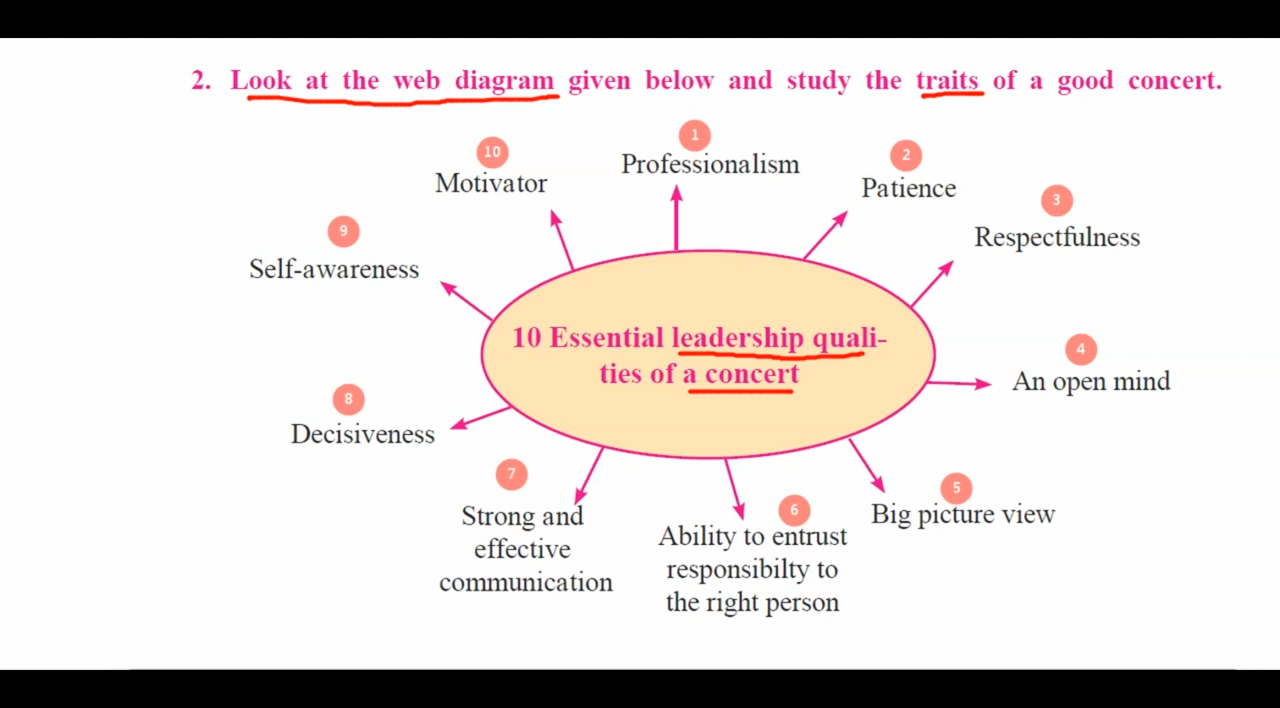 2. Look at the web diagram given below and study the traits of a good concert.
1
Professionalism
2
Patience
3
Respectfulness
4
An open mind
5
Big picture view
6
Ability to entrust
responsibilty to
the right person
7
Strong and
effective
communication
8
Decisiveness
9
Self-awareness
10
Motivator
10 Essential leadership quali-
ties of a concert